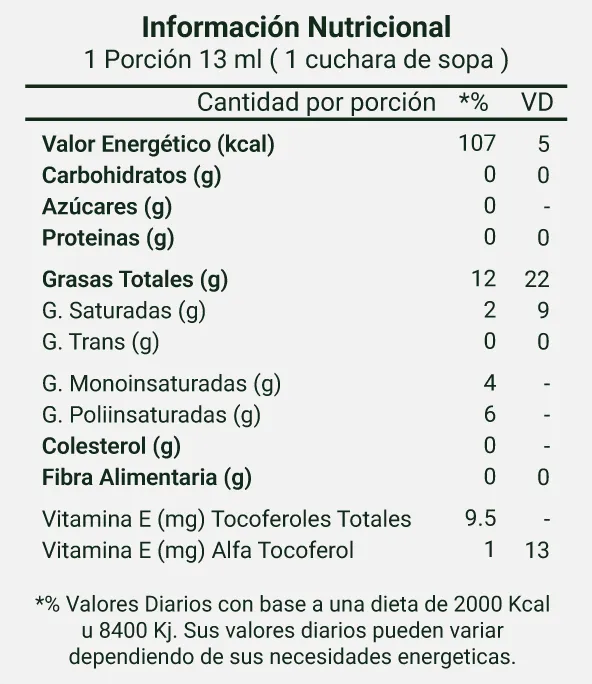 Información Nutricional
1 Porción 13 ml ( 1 cuchara de sopa )
Cantidad por porción *% VD
Valor Energético (kcal) 107 5
Carbohidratos (g) 0 0
Azúcares (g) 0 -
Proteinas (g) 0 0
Grasas Totales (g) 12 22
G. Saturadas (g) 2 9
G. Trans (g) 0 0
G. Monoinsaturadas (g) 4 -
G. Poliinsaturadas (g) 6 -
Colesterol (g) 0 -
Fibra Alimentaria (g) 0 0
Vitamina E (mg) Tocoferoles Totales 9.5 -
Vitamina E (mg) Alfa Tocoferol 1 13
*% Valores Diarios con base a una dieta de 2000 Kcal
u 8400 Kj. Sus valores diarios pueden variar
dependiendo de sus necesidades energeticas.